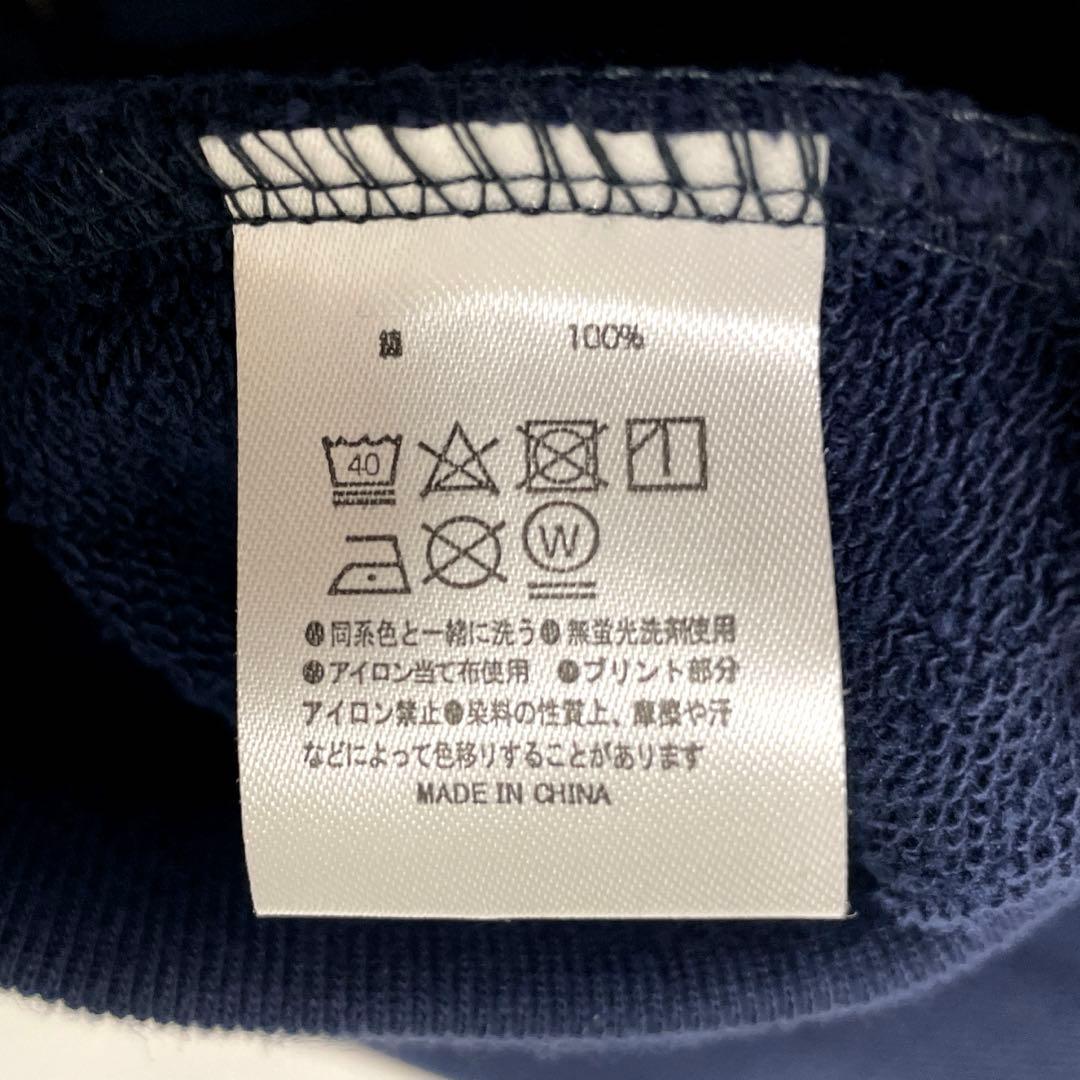 綿 100%
40
W
同系色と一緒に洗う●無蛍光洗剤使用
●アイロン当て布使用 ●プリント部分
アイロン禁止●染料の性質上、摩擦や汗
などによって色移りすることがあります
MADE IN CHINA